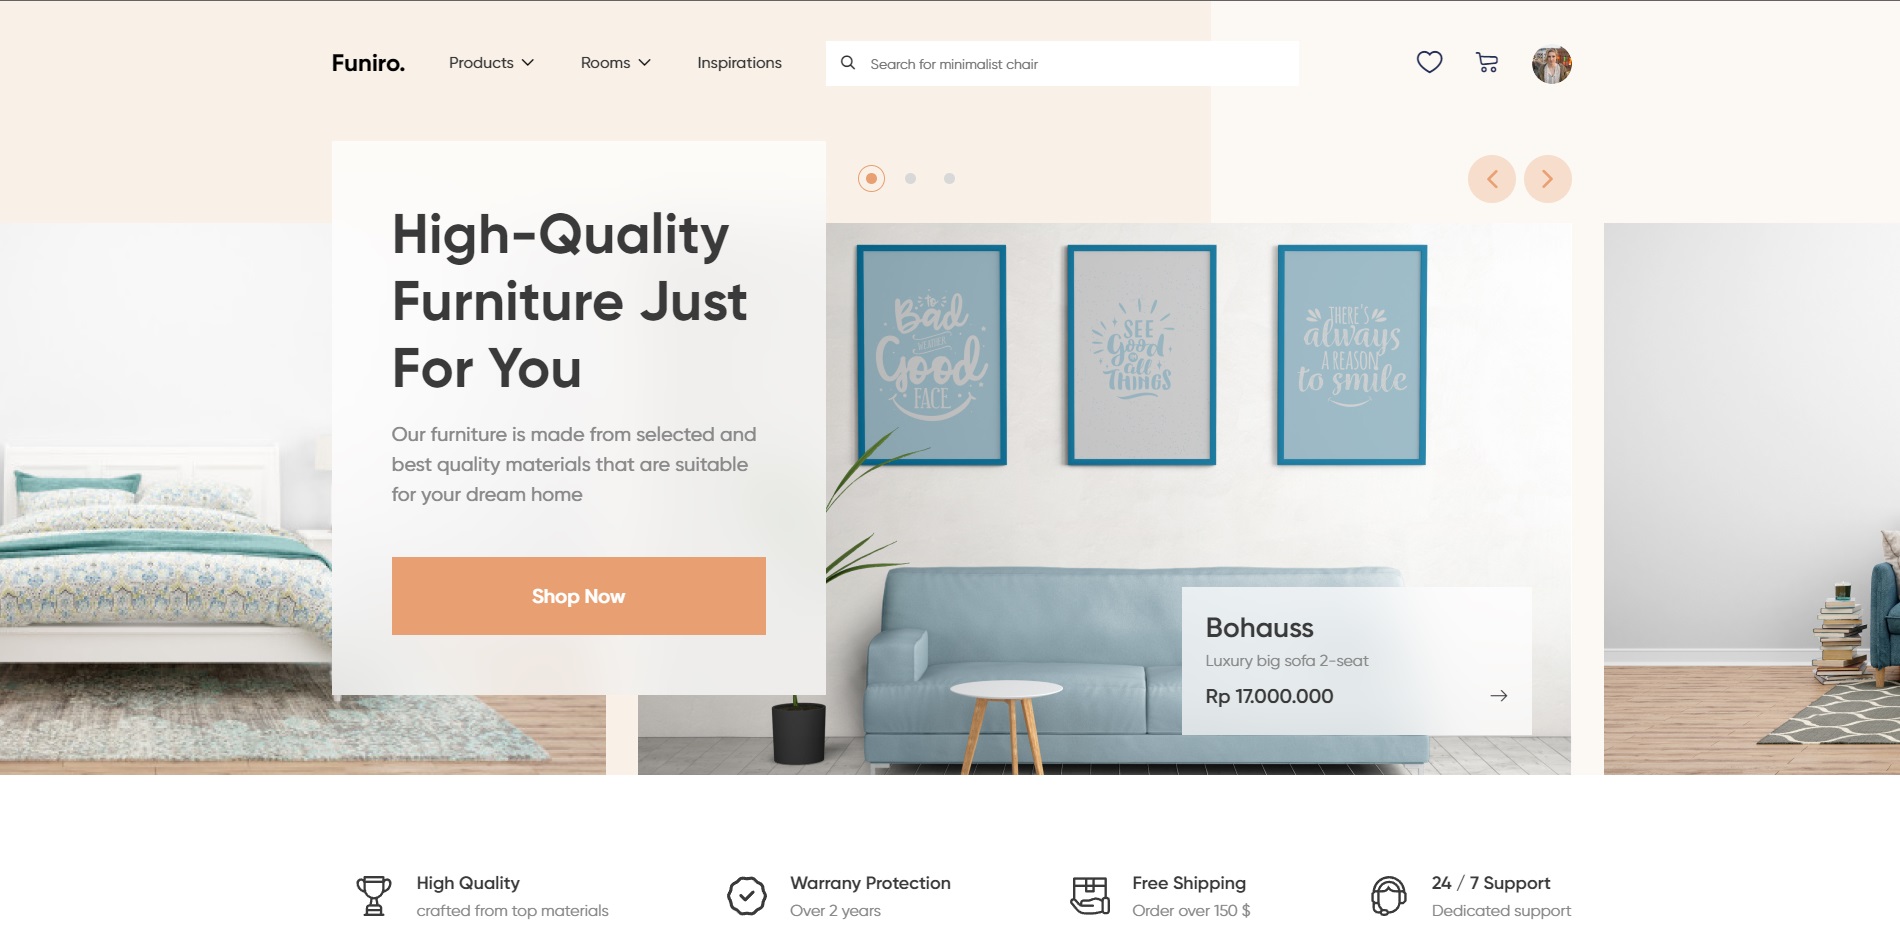 Funiro.
Products
Rooms
Inspirations
Search for minimalist chair
High-Quality
Furniture Just
For You
Our furniture is made from selected and
best quality materials that are suitable
for your dream home
Shop Now
TO
Bad
WEATHER
Good
FACE
SEE
Good
IN
all
THINGS
THERE'S
always
A REASON
to smile
Bohauss
Luxury big sofa 2-seat
Rp 17.000.000
High Quality
crafted from top materials
Warrany Protection
Over 2 years
Free Shipping
Order over 150 $
24 / 7 Support
Dedicated support